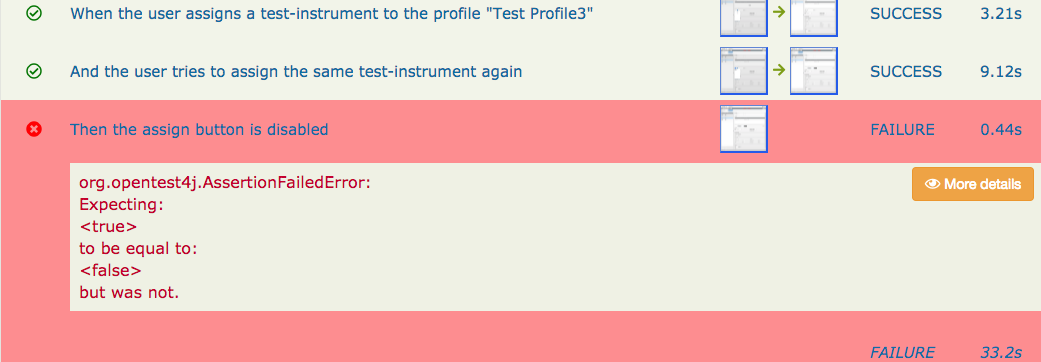 When the user assigns a test-instrument to the profile "Test Profile3" SUCCESS 3.21s
And the user tries to assign the same test-instrument again SUCCESS 9.12s
Then the assign button is disabled FAILURE 0.44s
org.opentest4j.AssertionFailedError: More details
Expecting:
<true>
to be equal to:
<false>
but was not.
FAILURE 33.2s